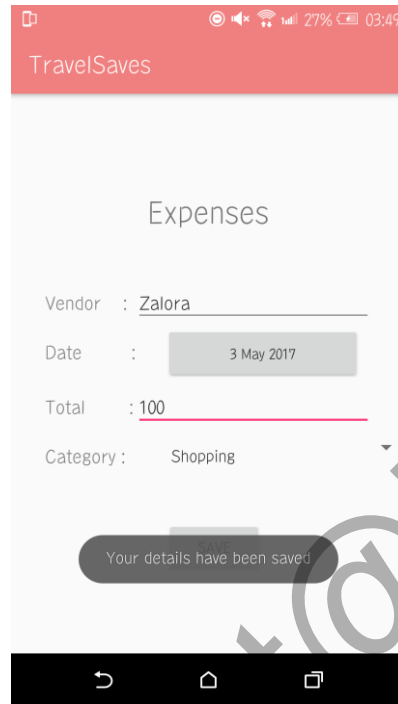 27% 03:49
TravelSaves
Expenses
Vendor : Zalora
Date : 3 May 2017
Total : 100
Category : Shopping
SAVE
Your details have been saved